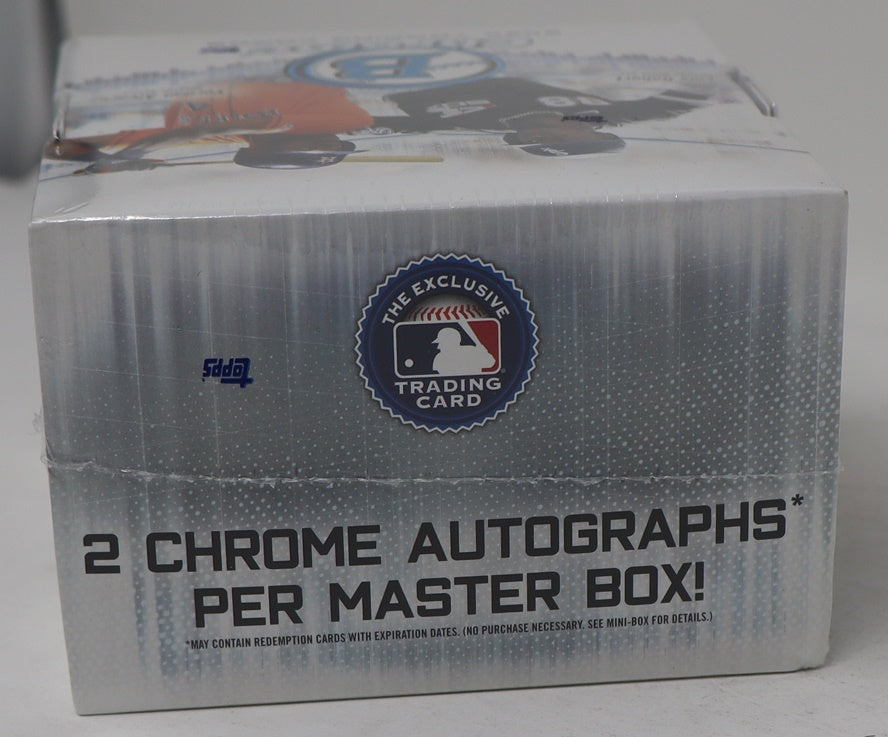 B
THE EXCLUSIVE
TRADING
CARD
Topps
2 CHROME AUTOGRAPHS*
PER MASTER BOX!
*MAY CONTAIN REDEMPTION CARDS WITH EXPIRATION DATES. (NO PURCHASE NECESSARY. SEE MINI-BOX FOR DETAILS.)